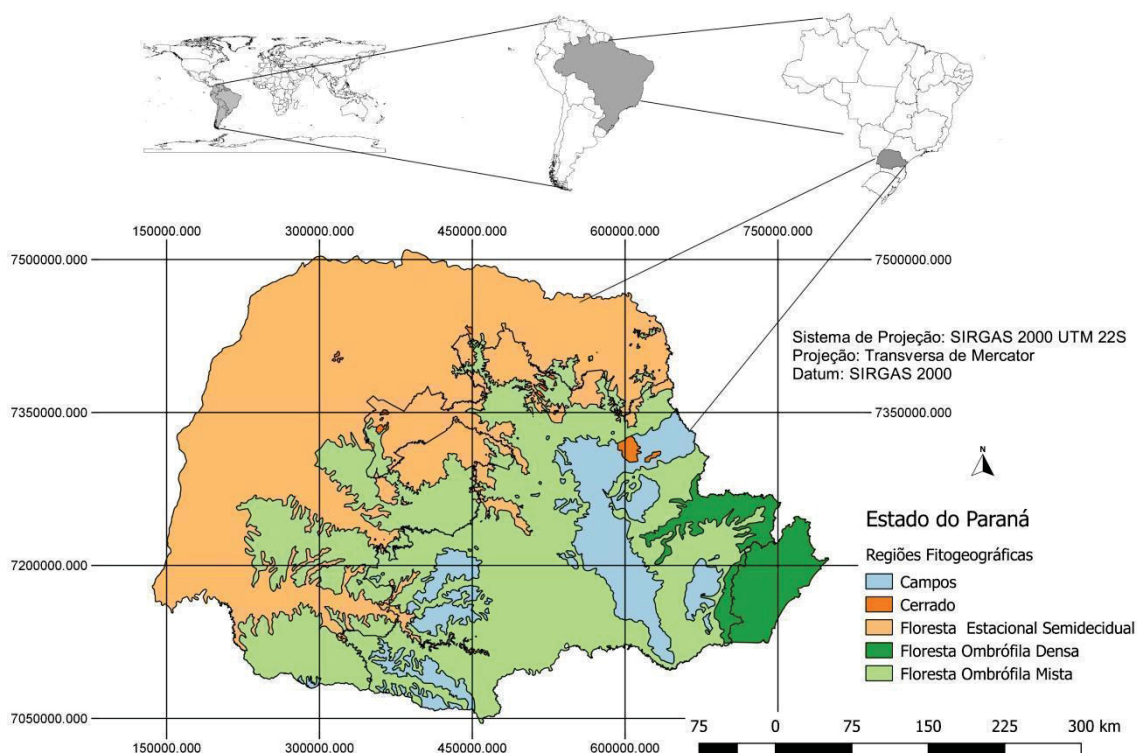 150000.000 300000.000 450000.000 600000.000 750000.000
7500000.000 7500000.000
Sistema de Projeção: SIRGAS 2000 UTM 22S
Projeção: Transversa de Mercator
Datum: SIRGAS 2000
7350000.000 7350000.000
N
Estado do Paraná
Regiões Fitogeográficas
7200000.000 7200000.000
Campos
Cerrado
Floresta Estacional Semidecidual
Floresta Ombrófila Densa
Floresta Ombrófila Mista
7050000.000
75 0 75 150 225 300 km
150000.000 300000.000 450000.000 600000.000